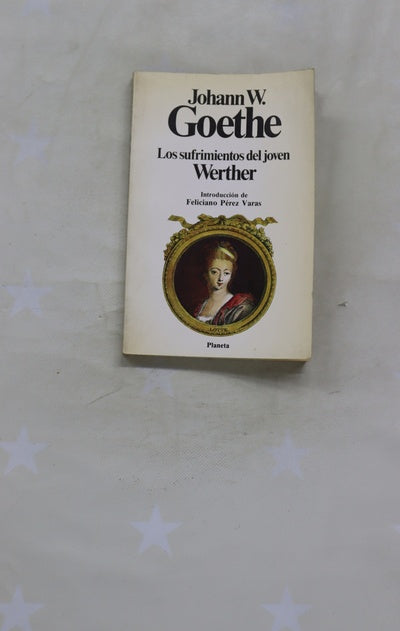 Johann W.
Goethe
Los sufrimientos del joven
Werther
Introducción de
Feliciano Pérez Varas
Planeta